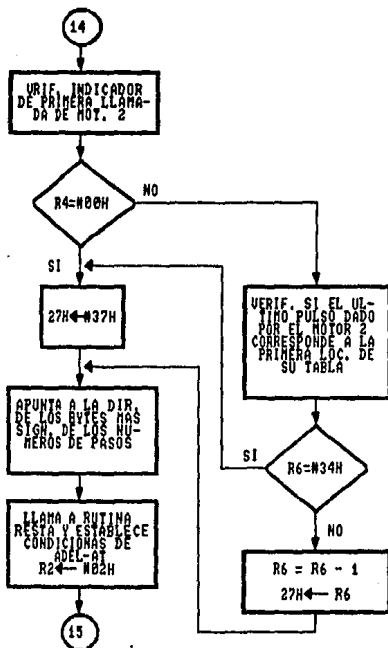 14
VRIF. INDICADOR
DE PRIMERA LLAMA-
DA DE MOT. 2
R4=#00H
NO
SI
27H←#37H
VERIF. SI EL UL-
TIMO PULSO DADO
POR EL MOTOR 2
CORRESPONDE A LA
PRIMERA LOC. DE
SU TABLA
APUNTA A LA DIR.
DE LOS BYTES MAS
SIGN. DE LOS NU-
MEROS DE PASOS
SI
R6=#34H
NO
LLAMA A RUTINA
RESTA Y ESTABLECE
CONDICIONAS DE
ADEL-AT
R2← #02H
R6 = R6 - 1
27H← R6
15